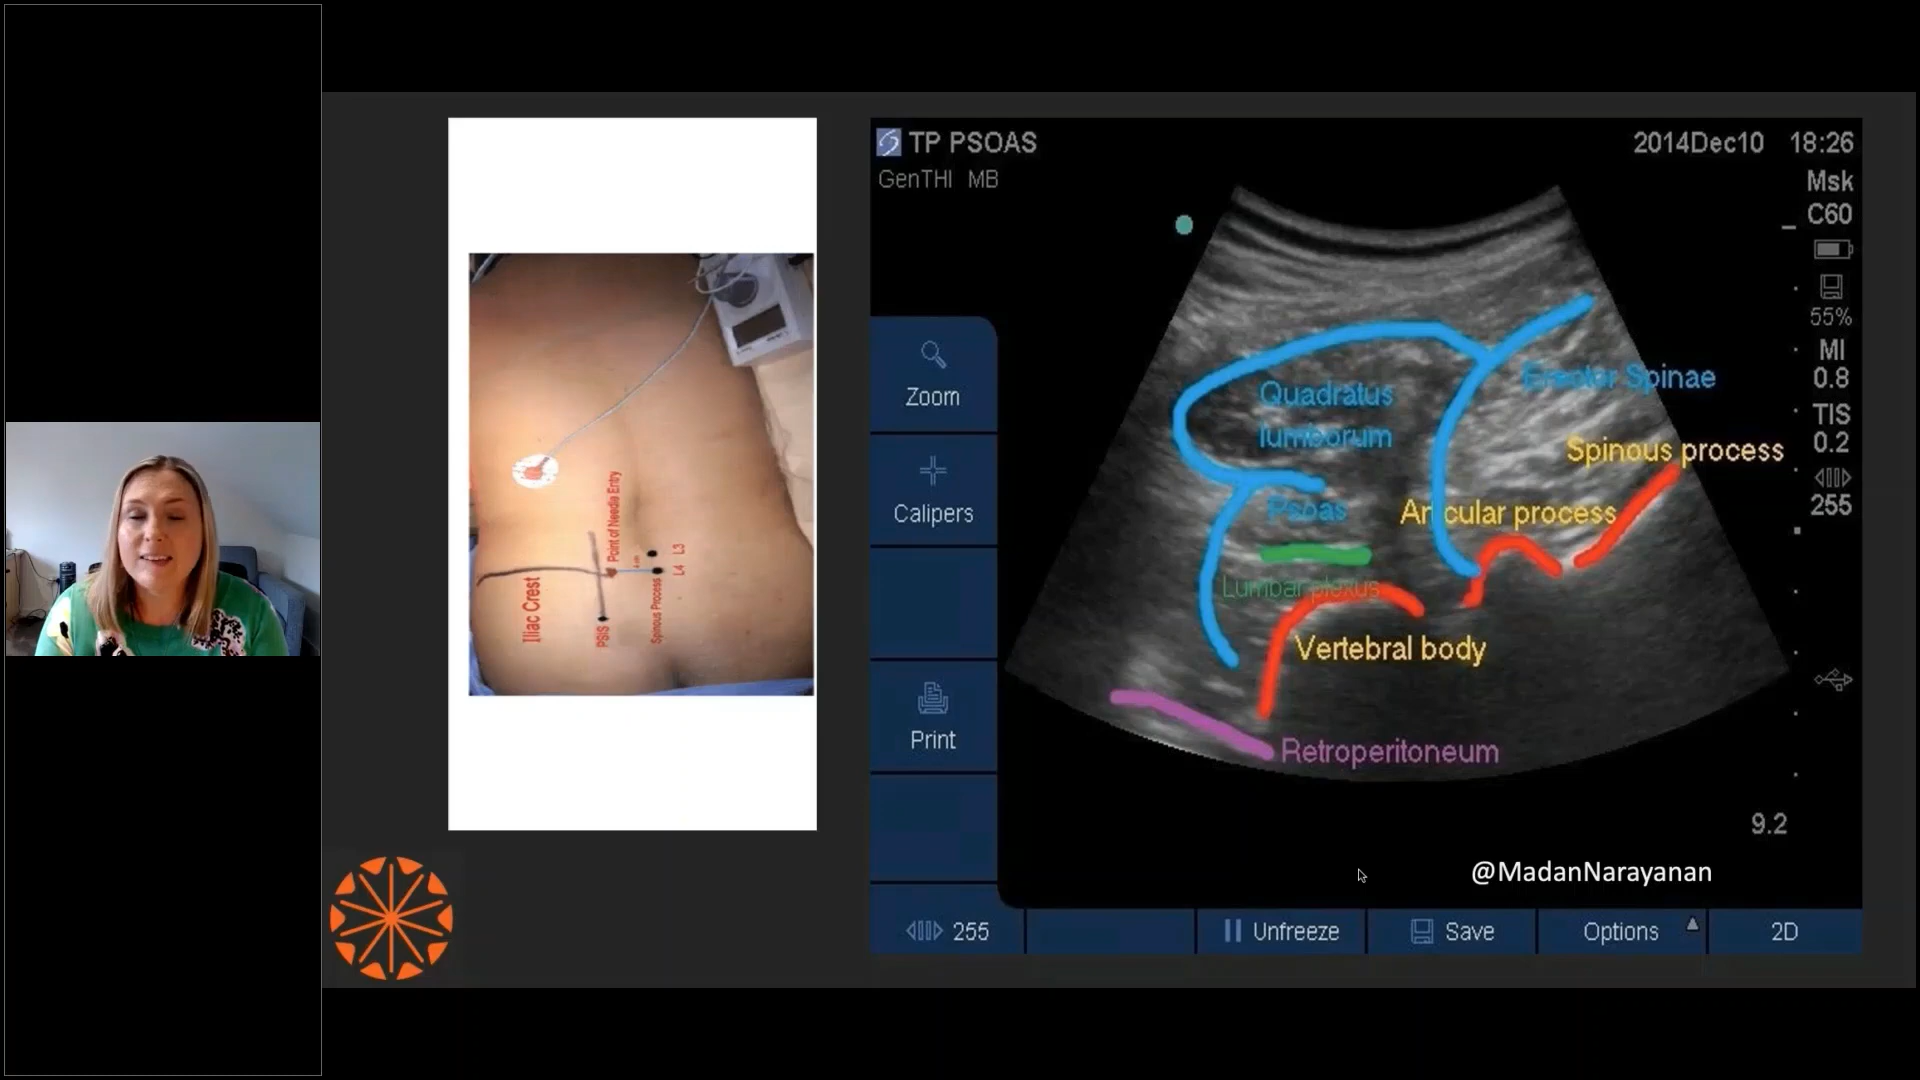 TP PSOAS
2014Dec10 18:26
GenTHI MB
Msk
C60
55%
MI
0.8
TIS
0.2
255
Zoom
Calipers
Print
Quadratus
lumborum
Erector Spinae
Spinous process
Psoas
Ar cular process
Lumbar plexus
Vertebral body
Retroperitoneum
9.2
@MadanNarayanan
255
Unfreeze
Save
Options
2D
Iliac Crest
PSIS
Point of Needle Entry
Spinous Process
L4
L3